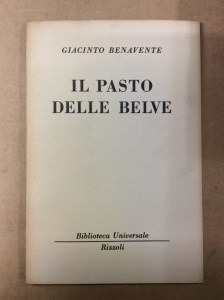 GIACINTO BENAVENTE
IL PASTO
DELLE BELVE
Biblioteca Universale
Rizzoli